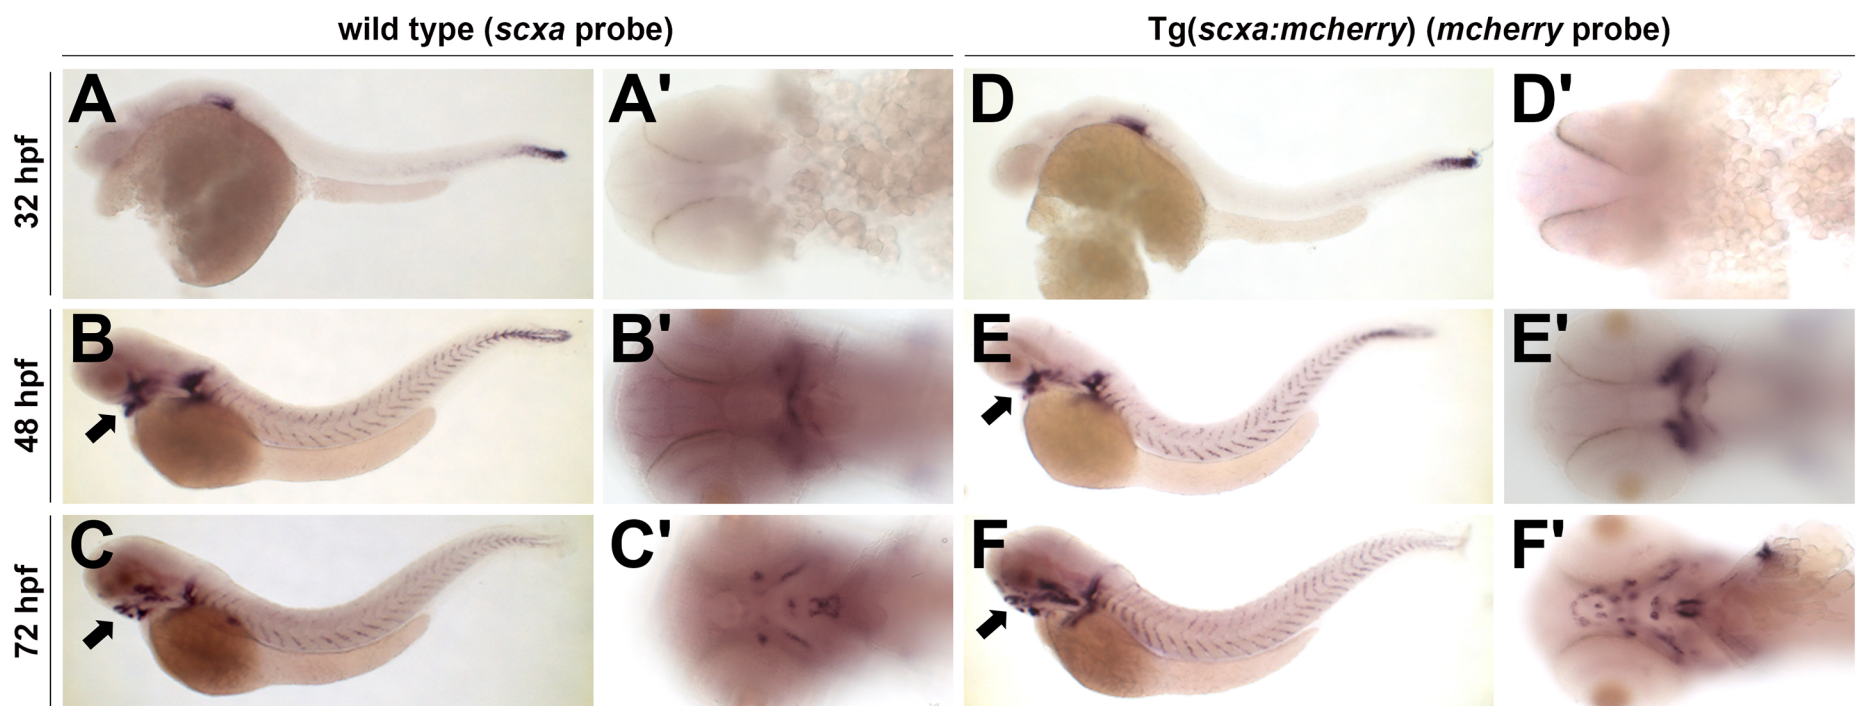 wild type (scxa probe)
Tg(scxa:mcherry) (mcherry probe)
32 hpf
A
A'
D
D'
48 hpf
B
B'
E
E'
72 hpf
C
C'
F
F'